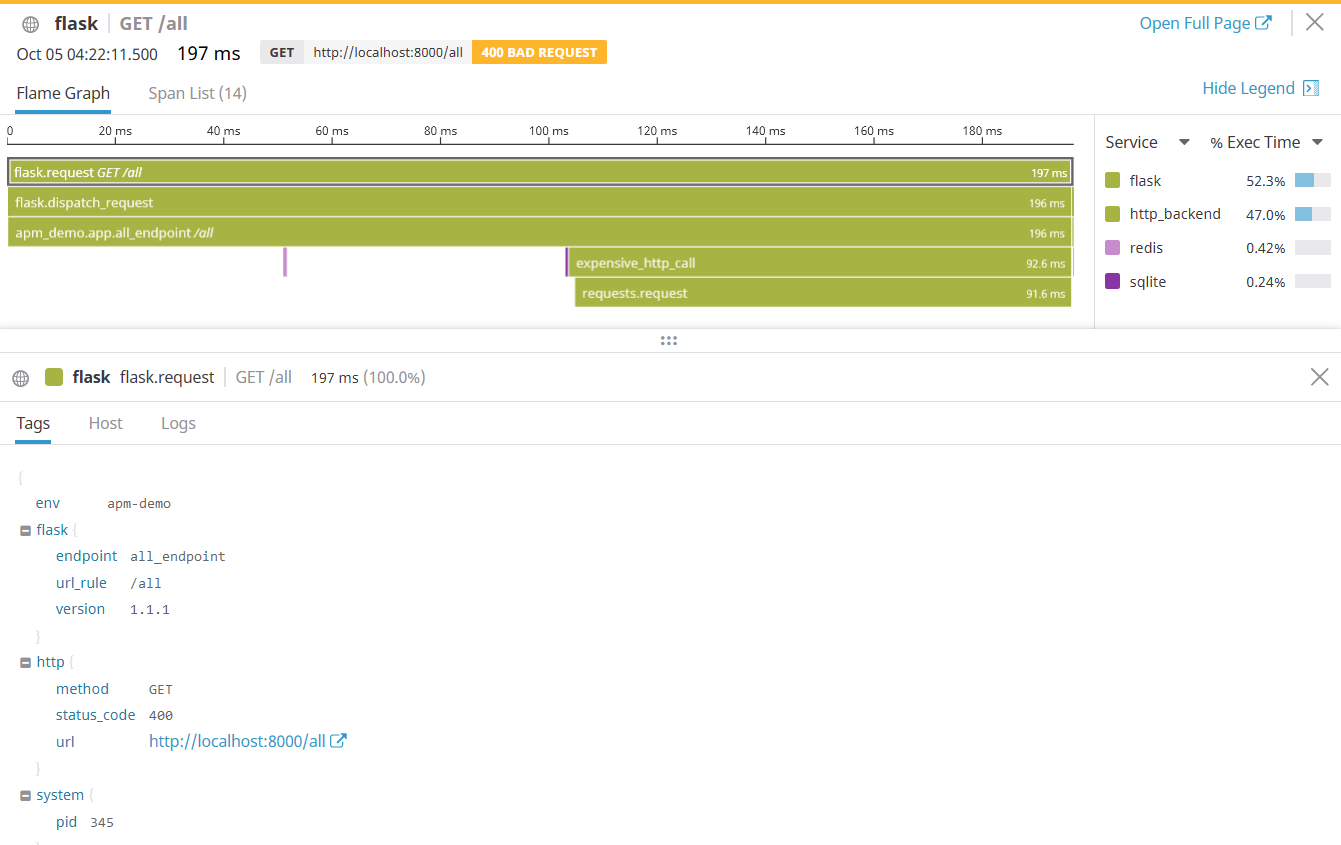 flask GET /all Open Full Page
Oct 05 04:22:11.500 197 ms GET http://localhost:8000/all 400 BAD REQUEST
Flame Graph Span List (14) Hide Legend
0 20 ms 40 ms 60 ms 80 ms 100 ms 120 ms 140 ms 160 ms 180 ms
Service % Exec Time
flask.request GET /all 197 ms
flask 52.3%
flask.dispatch_request 196 ms
http_backend 47.0%
apm_demo.app.all_endpoint /all 196 ms
redis 0.42%
expensive_http_call 92.6 ms
sqlite 0.24%
requests.request 91.6 ms
flask flask.request GET /all 197 ms (100.0%)
Tags Host Logs
{
env apm-demo
flask {
endpoint all_endpoint
url_rule /all
version 1.1.1
}
http {
method GET
status_code 400
url http://localhost:8000/all
}
system {
pid 345